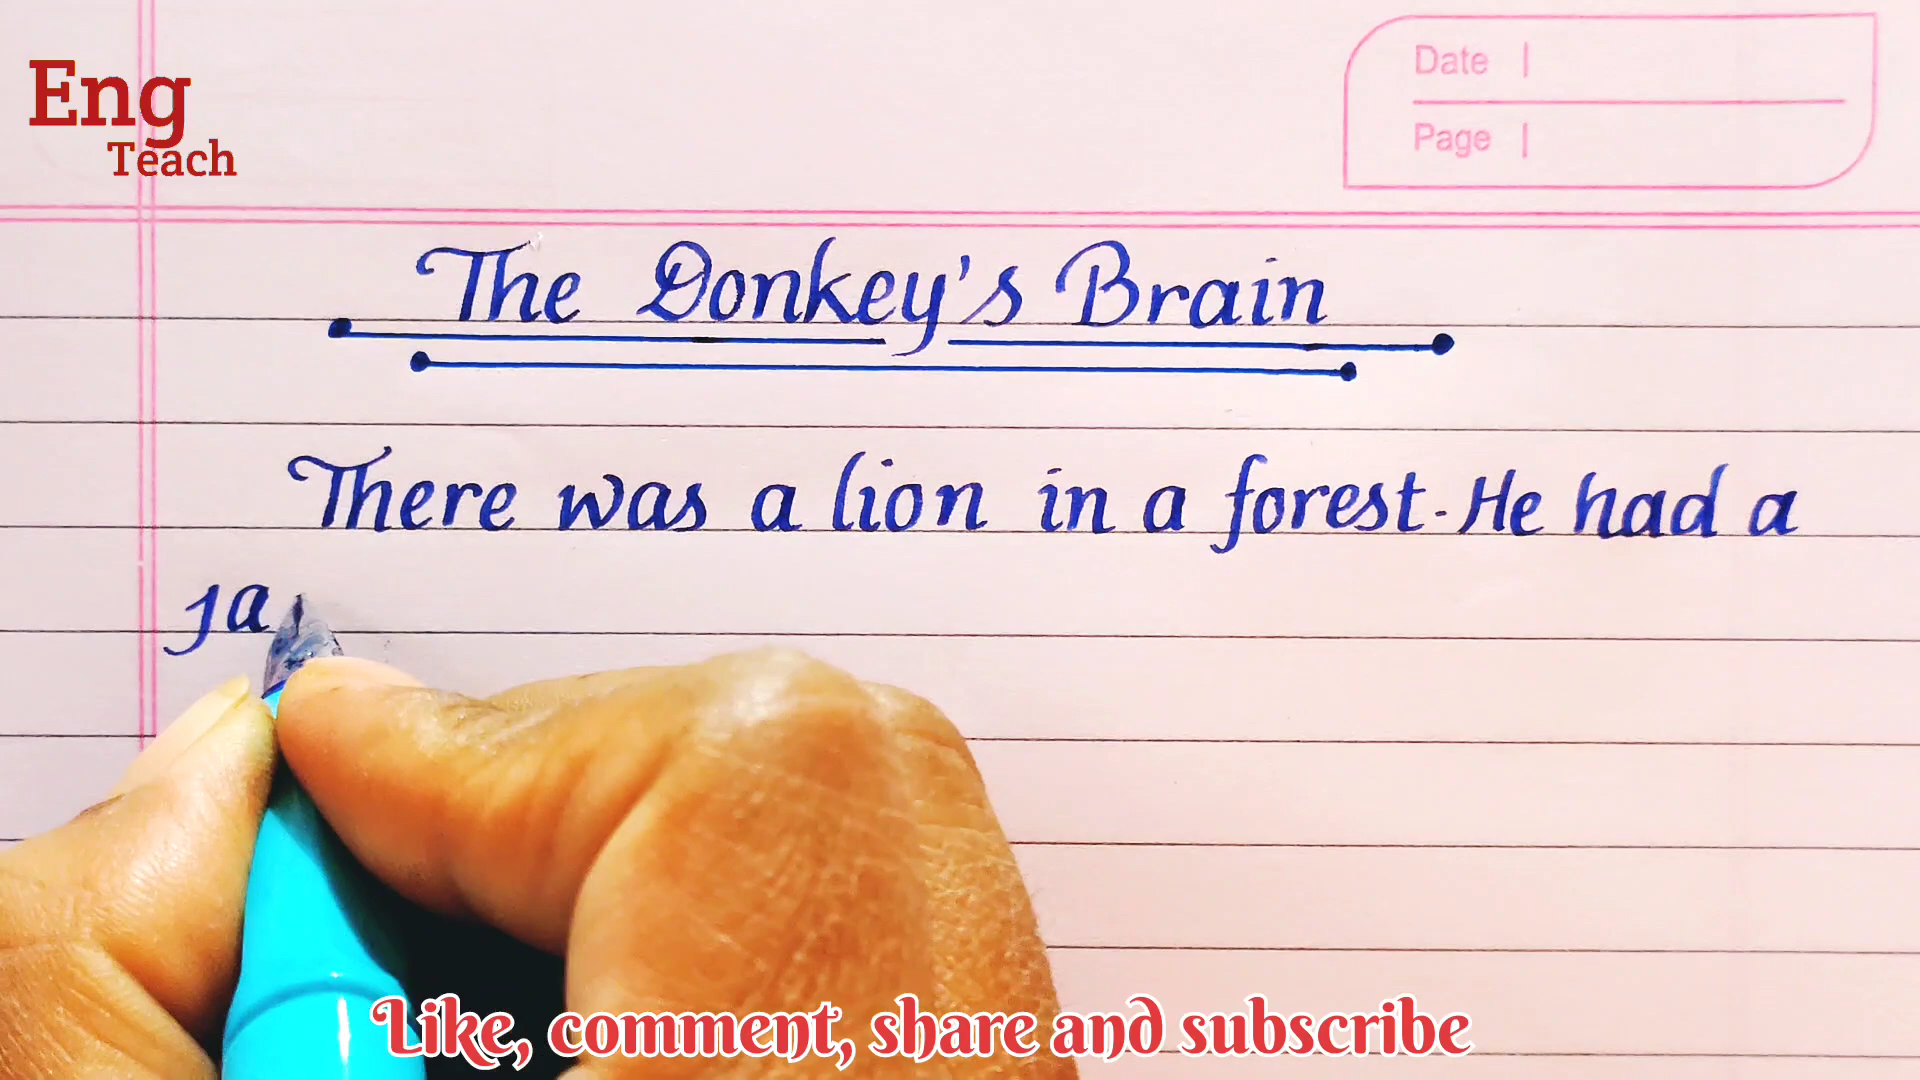 Eng
Teach
Date |
Page |
The Donkey's Brain
There was a lion in a forest. He had a
ja
Like, comment, share and subscribe